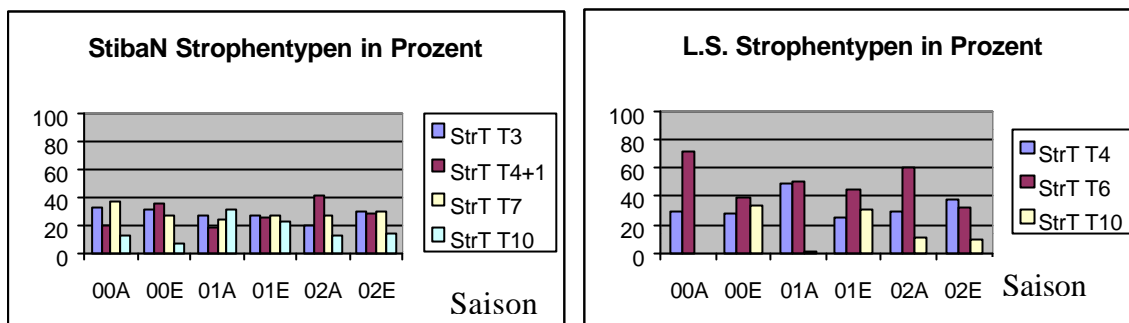 StibaN Strophentypen in Prozent
100
80
60
40
20
0
00A 00E 01A 01E 02A 02E
Saison
StrT T3
StrT T4+1
StrT T7
StrT T10
L.S. Strophentypen in Prozent
100
80
60
40
20
0
00A 00E 01A 01E 02A 02E
Saison
StrT T4
StrT T6
StrT T10